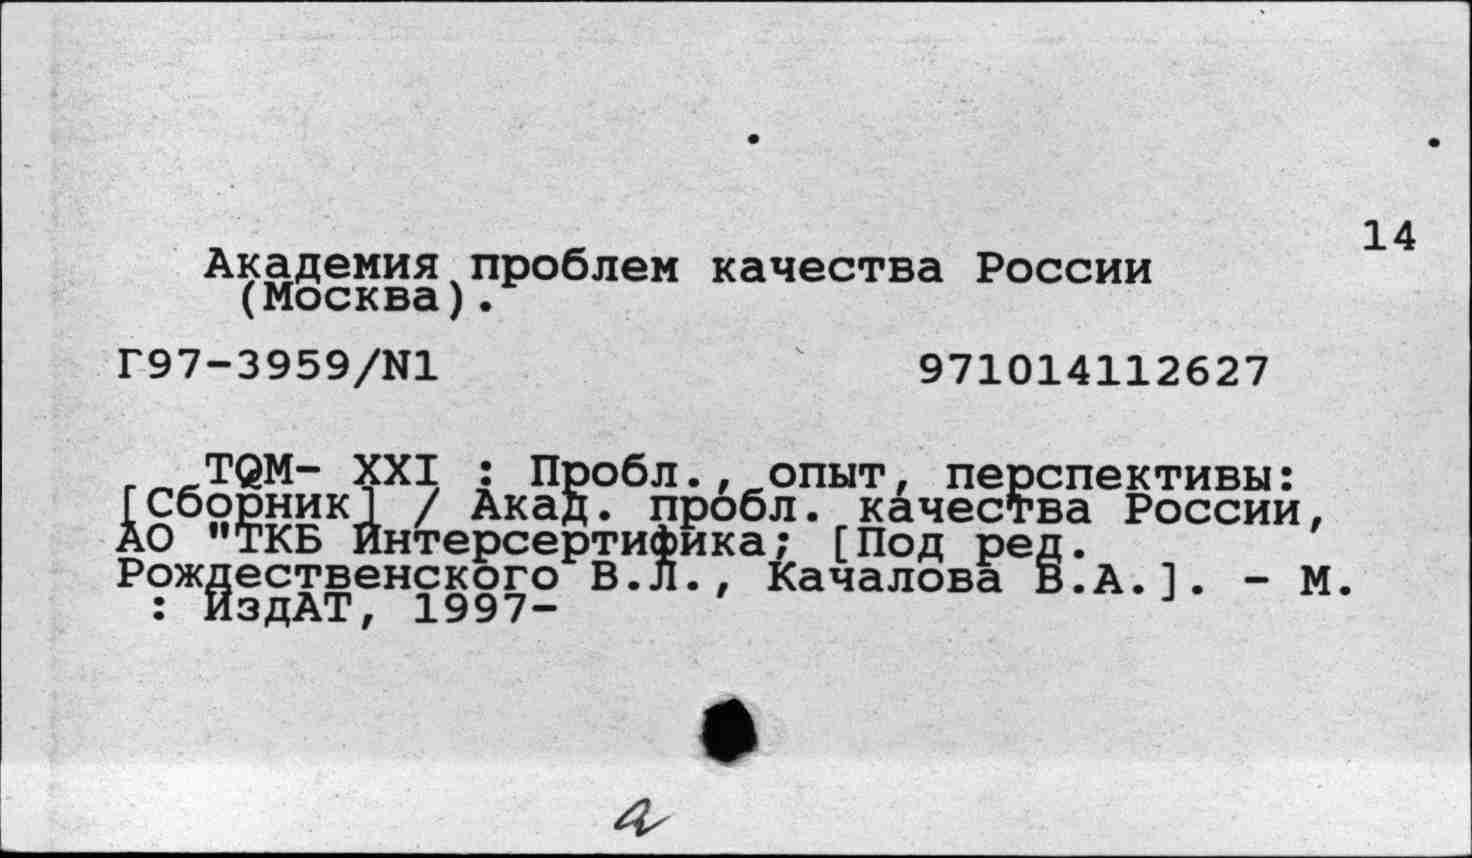 14
Академия проблем качества России
(Москва).
Г97-3959/N1 971014112627
TQM- XXI : Пробл., опыт, перспективы:
[Сборник] / Акад. пробл. качества России,
АО "ТКБ Интерсертифика; [Под ред.
Рождественского В.Л., Качалова В.А.]. - М.
: ИздАТ, 1997-
а